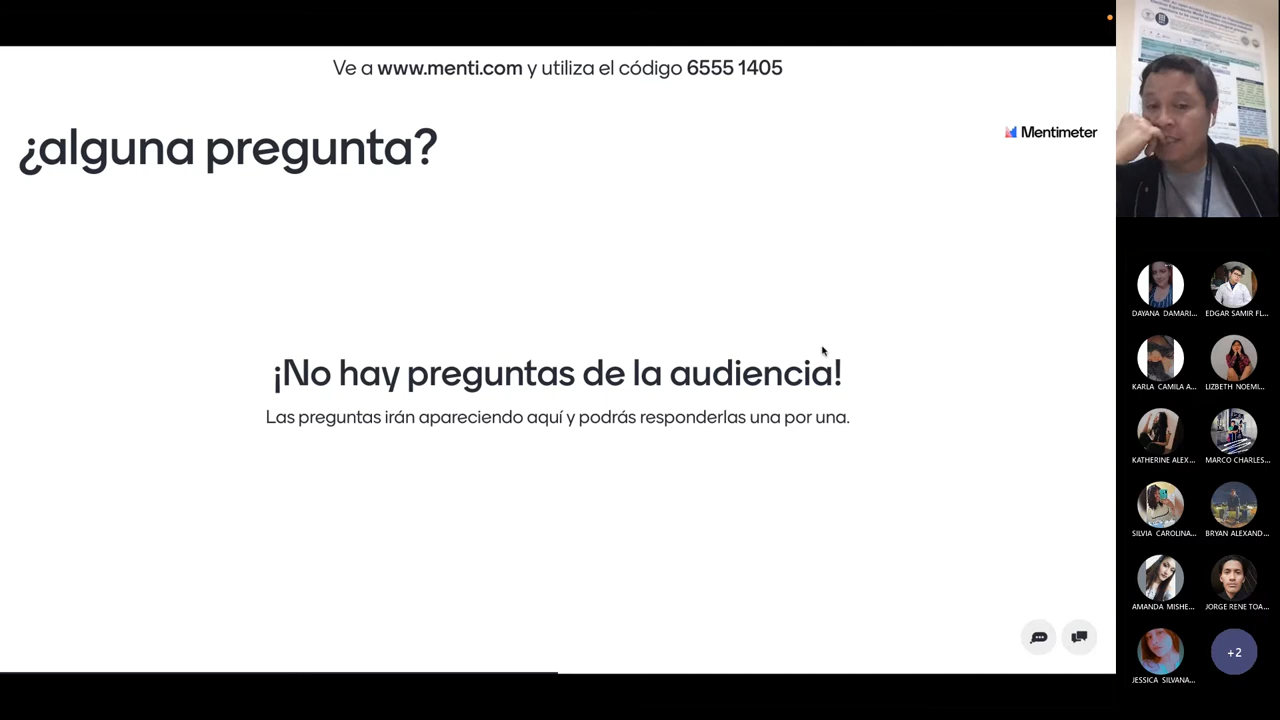 Ve a www.menti.com y utiliza el código 6555 1405
¿alguna pregunta?
Mentimeter
¡No hay preguntas de la audiencia!
Las preguntas irán apareciendo aquí y podrás responderlas una por una.
DAYANA DAMARI...
EDGAR SAMIR FL...
KARLA CAMILA A...
LIZBETH NOEMI...
KATHERINE ALEX...
MARCO CHARLES...
SILVIA CAROLINA...
BRYAN ALEXAND...
AMANDA MISHE...
JORGE RENE TOA...
JESSICA SILVANA...
+2